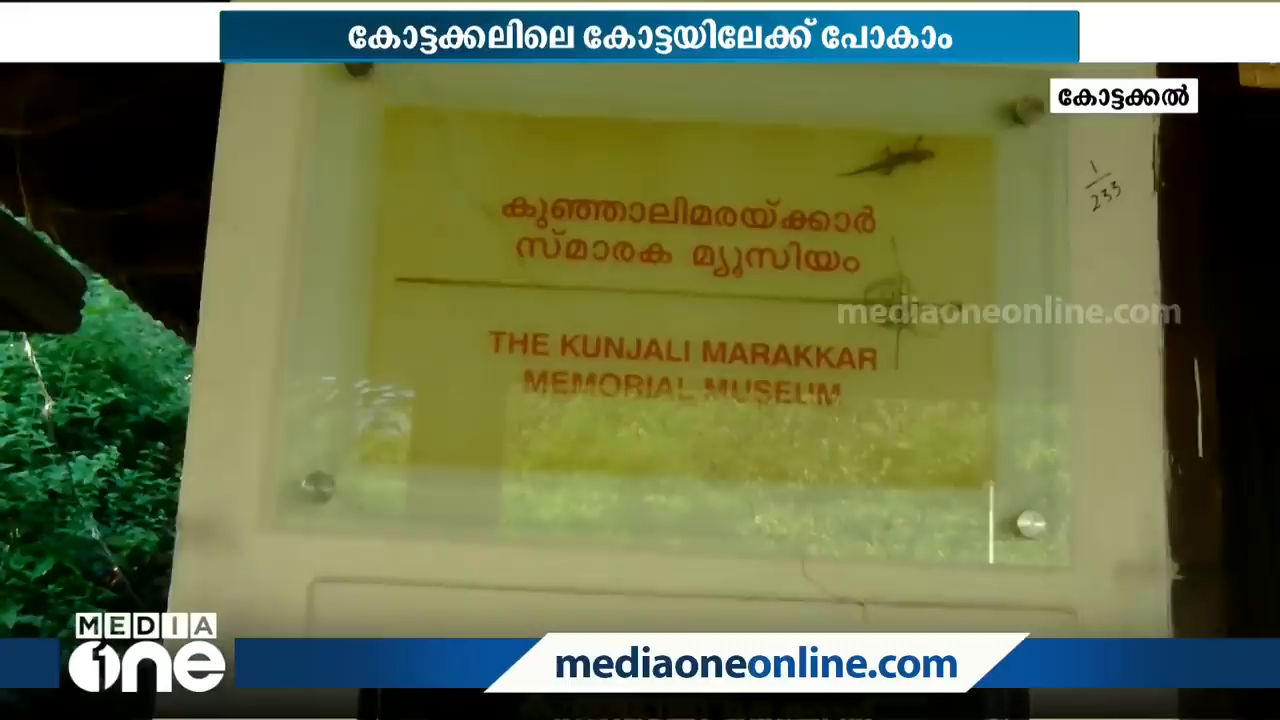 കോട്ടക്കലിലെ കോട്ടയിലേക്ക് പോകാം
കോട്ടക്കൽ
1
233
കുഞ്ഞാലിമരയ്ക്കാർ
സ്മാരക മ്യൂസിയം
mediaoneonline.com
THE KUNJALI MARAKKAR
MEMORIAL MUSEUM
MEDIA
one
mediaoneonline.com